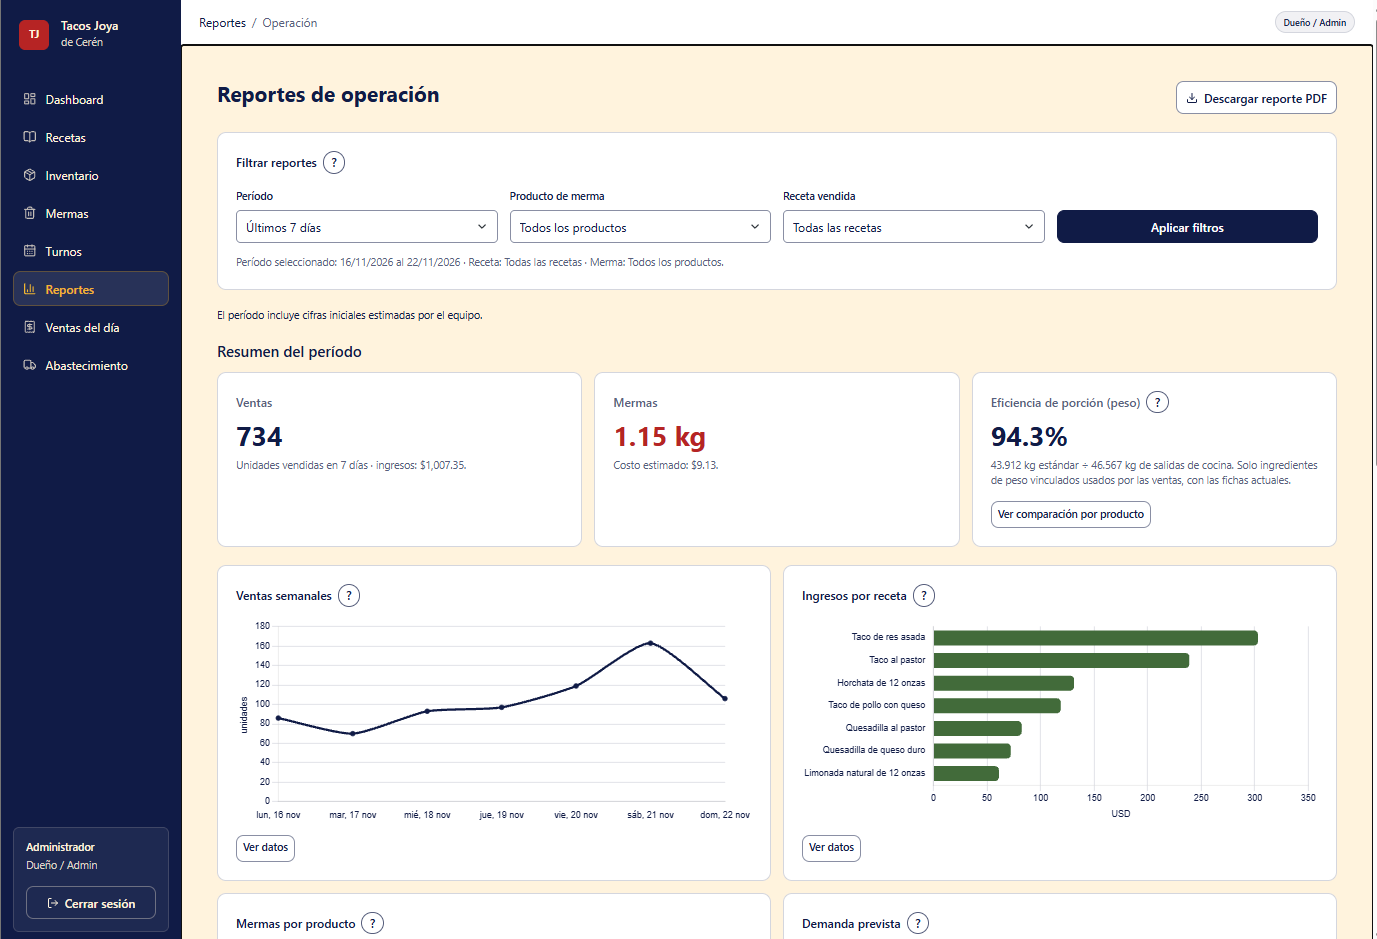 TJ
Tacos Joya
de Cerén
Dashboard
Recetas
Inventario
Mermas
Turnos
Reportes
Ventas del día
Abastecimiento
Administrador
Dueño / Admin
Cerrar sesión
Reportes / Operación
Dueño / Admin
Reportes de operación
Descargar reporte PDF
Filtrar reportes ?
Período
Últimos 7 días
Producto de merma
Todos los productos
Receta vendida
Todas las recetas
Aplicar filtros
Período seleccionado: 16/11/2026 al 22/11/2026 · Receta: Todas las recetas · Merma: Todos los productos.
El período incluye cifras iniciales estimadas por el equipo.
Resumen del período
Ventas
734
Unidades vendidas en 7 días · ingresos: $1,007.35.
Mermas
1.15 kg
Costo estimado: $9.13.
Eficiencia de porción (peso) ?
94.3%
43.912 kg estándar ÷ 46.567 kg de salidas de cocina. Solo ingredientes
de peso vinculados usados por las ventas, con las fichas actuales.
Ver comparación por producto
Ventas semanales ?
unidades
180
160
140
120
100
80
60
40
20
0
lun, 16 nov
mar, 17 nov
mié, 18 nov
jue, 19 nov
vie, 20 nov
sáb, 21 nov
dom, 22 nov
Ver datos
Ingresos por receta ?
Taco de res asada
Taco al pastor
Horchata de 12 onzas
Taco de pollo con queso
Quesadilla al pastor
Quesadilla de queso duro
Limonada natural de 12 onzas
0
50
100
150
200
250
300
350
USD
Ver datos
Mermas por producto ?
Demanda prevista ?